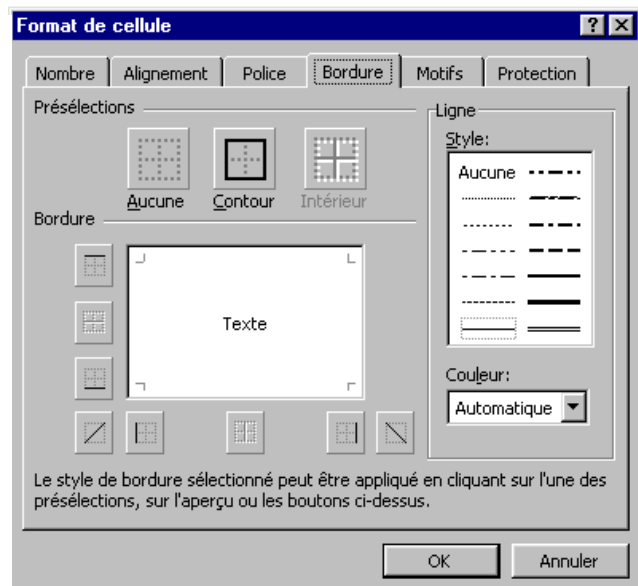 Format de cellule
Nombre Alignement Police Bordure Motifs Protection
Présélections
Aucune Contour Intérieur
Bordure
Texte
Ligne
Style:
Aucune
Couleur:
Automatique
Le style de bordure sélectionné peut être appliqué en cliquant sur l'une des
présélections, sur l'aperçu ou les boutons ci-dessus.
OK Annuler